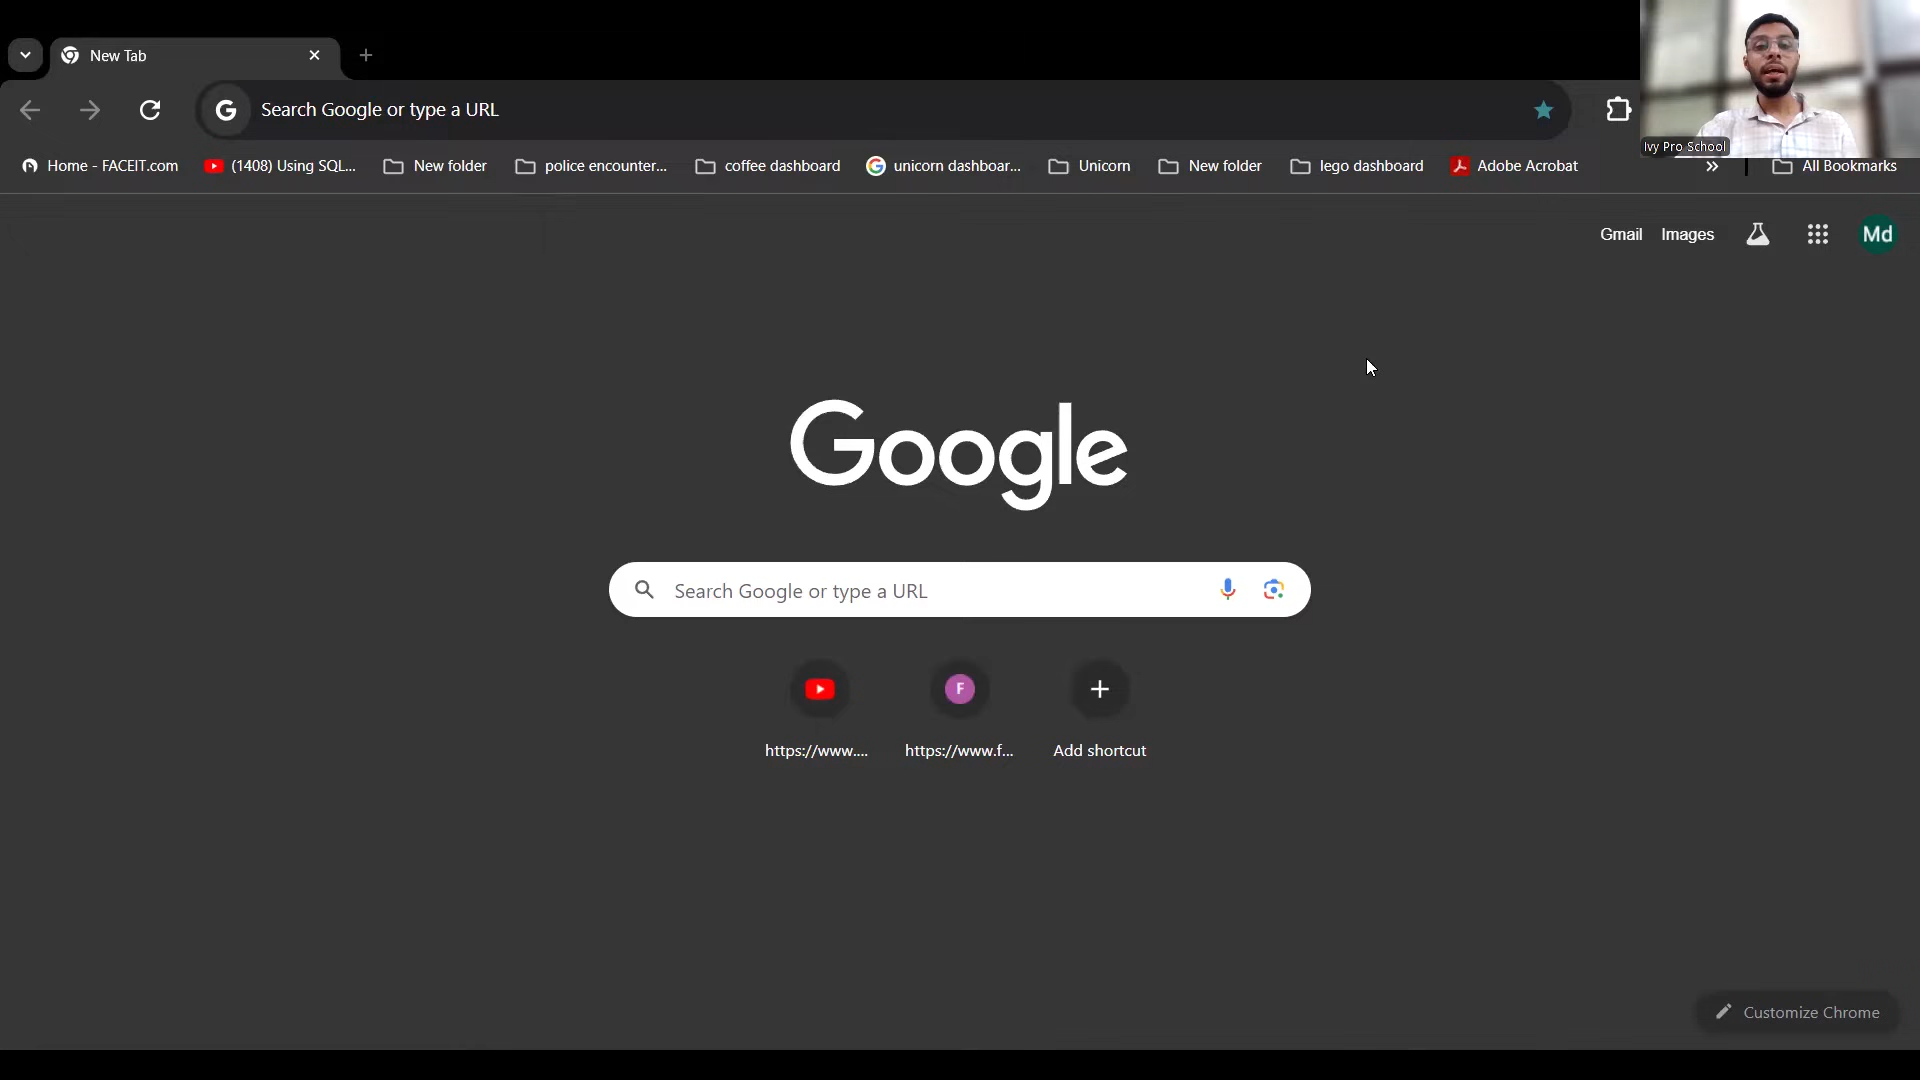 New Tab
G Search Google or type a URL
Ivy Pro School
Home - FACEIT.com (1408) Using SQL... New folder police encounter... coffee dashboard G unicorn dashboar... Unicorn New folder lego dashboard Adobe Acrobat » All Bookmarks
Gmail Images Md
Google
Search Google or type a URL
F
https://www.... https://www.f... Add shortcut
Customize Chrome